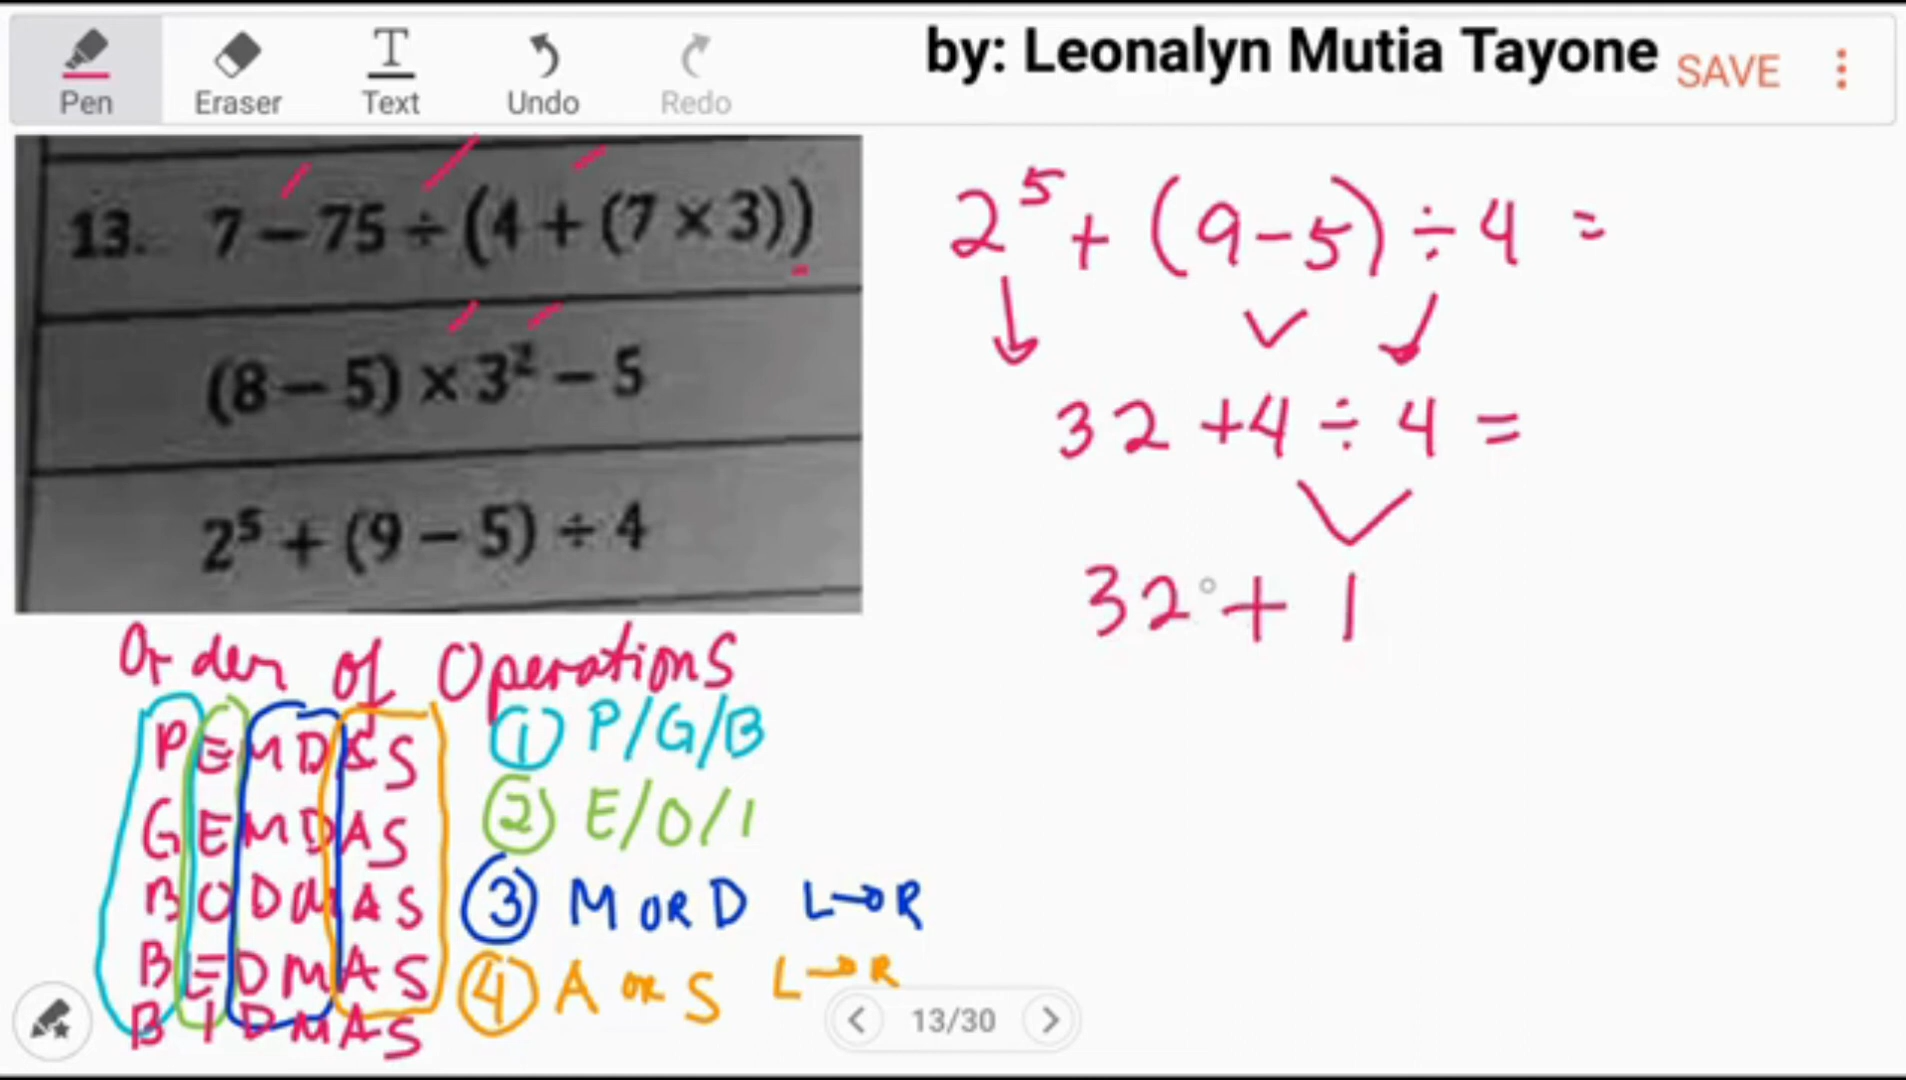 Pen Eraser Text Undo Redo
by: Leonalyn Mutia Tayone
SAVE
13. 7 − 75 ÷ (4 + (7 × 3))
(8 − 5) × 3² − 5
2⁵ + (9 − 5) ÷ 4
2⁵ + (9 − 5) ÷ 4 =
32 + 4 ÷ 4 =
32 + 1
Order of Operations
PEMDAS
GEMDAS
BODMAS
BEDMAS
BIDMAS
① P/G/B
② E/O/I
③ M OR D L→R
④ A OR S L→R
13/30